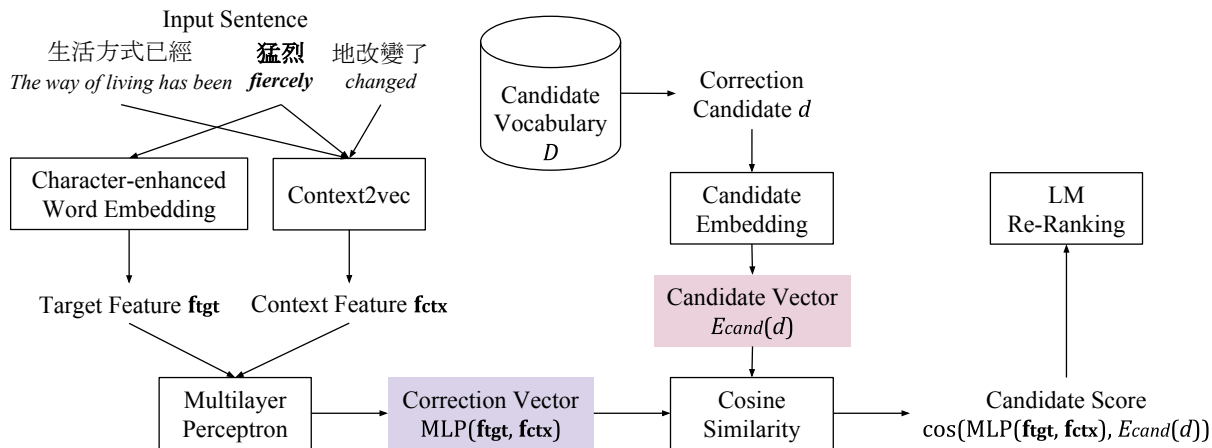 Input Sentence
生活方式已經 猛烈 地改變了
The way of living has been fiercely changed
Candidate
Vocabulary
D
Correction
Candidate d
Character-enhanced
Word Embedding
Context2vec
Candidate
Embedding
LM
Re-Ranking
Target Feature ftgt
Context Feature fctx
Candidate Vector
Ecand(d)
Multilayer
Perceptron
Correction Vector
MLP(ftgt, fctx)
Cosine
Similarity
Candidate Score
cos(MLP(ftgt, fctx), Ecand(d))